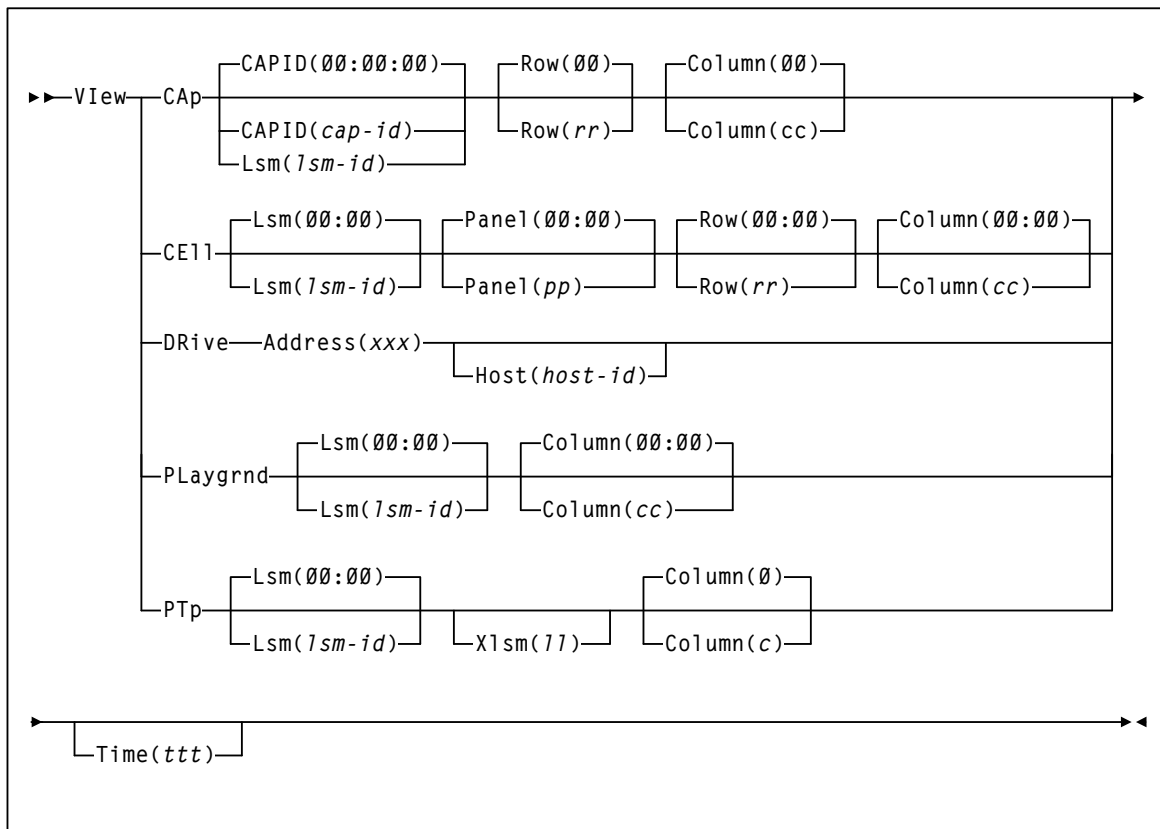 CAPID(00:00:00) Row(00) Column(00)
VIew CAp
CAPID(cap-id) Row(rr) Column(cc)
Lsm(lsm-id)
Lsm(00:00) Panel(00:00) Row(00:00) Column(00:00)
CEll
Lsm(lsm-id) Panel(pp) Row(rr) Column(cc)
DRive Address(xxx)
Host(host-id)
Lsm(00:00) Column(00:00)
PLaygrnd
Lsm(lsm-id) Column(cc)
Lsm(00:00) Column(0)
PTp
Lsm(lsm-id) Xlsm(ll) Column(c)
Time(ttt)